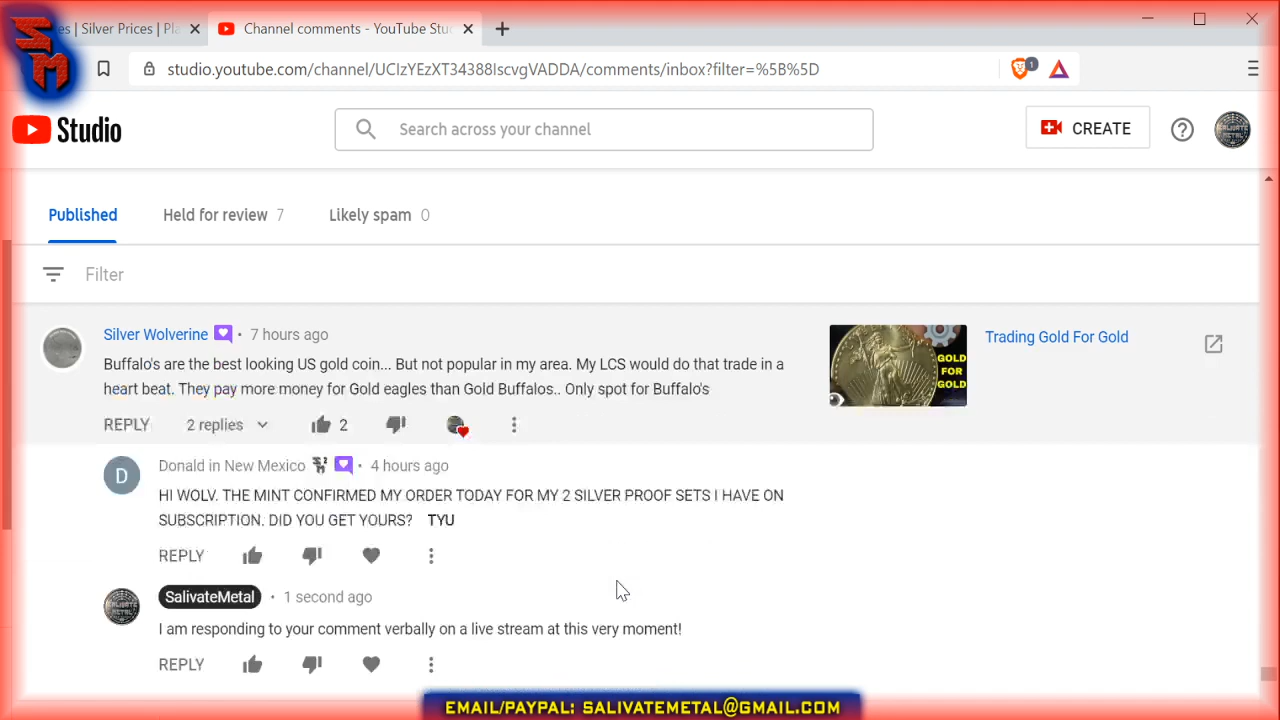 SM
es | Silver Prices | Pla
Channel comments - YouTube Stu
studio.youtube.com/channel/UCIzYEzXT34388lscvgVADDA/comments/inbox?filter=%5B%5D
1
Studio
Search across your channel
CREATE
Published
Held for review 7
Likely spam 0
Filter
Silver Wolverine • 7 hours ago
Buffalo's are the best looking US gold coin... But not popular in my area. My LCS would do that trade in a
heart beat. They pay more money for Gold eagles than Gold Buffalos.. Only spot for Buffalo's
REPLY 2 replies 2
GOLD
FOR
GOLD
Trading Gold For Gold
D
Donald in New Mexico • 4 hours ago
HI WOLV. THE MINT CONFIRMED MY ORDER TODAY FOR MY 2 SILVER PROOF SETS I HAVE ON
SUBSCRIPTION. DID YOU GET YOURS? TYU
REPLY
SalivateMetal • 1 second ago
I am responding to your comment verbally on a live stream at this very moment!
REPLY
EMAIL/PAYPAL: SALIVATEMETAL@GMAIL.COM